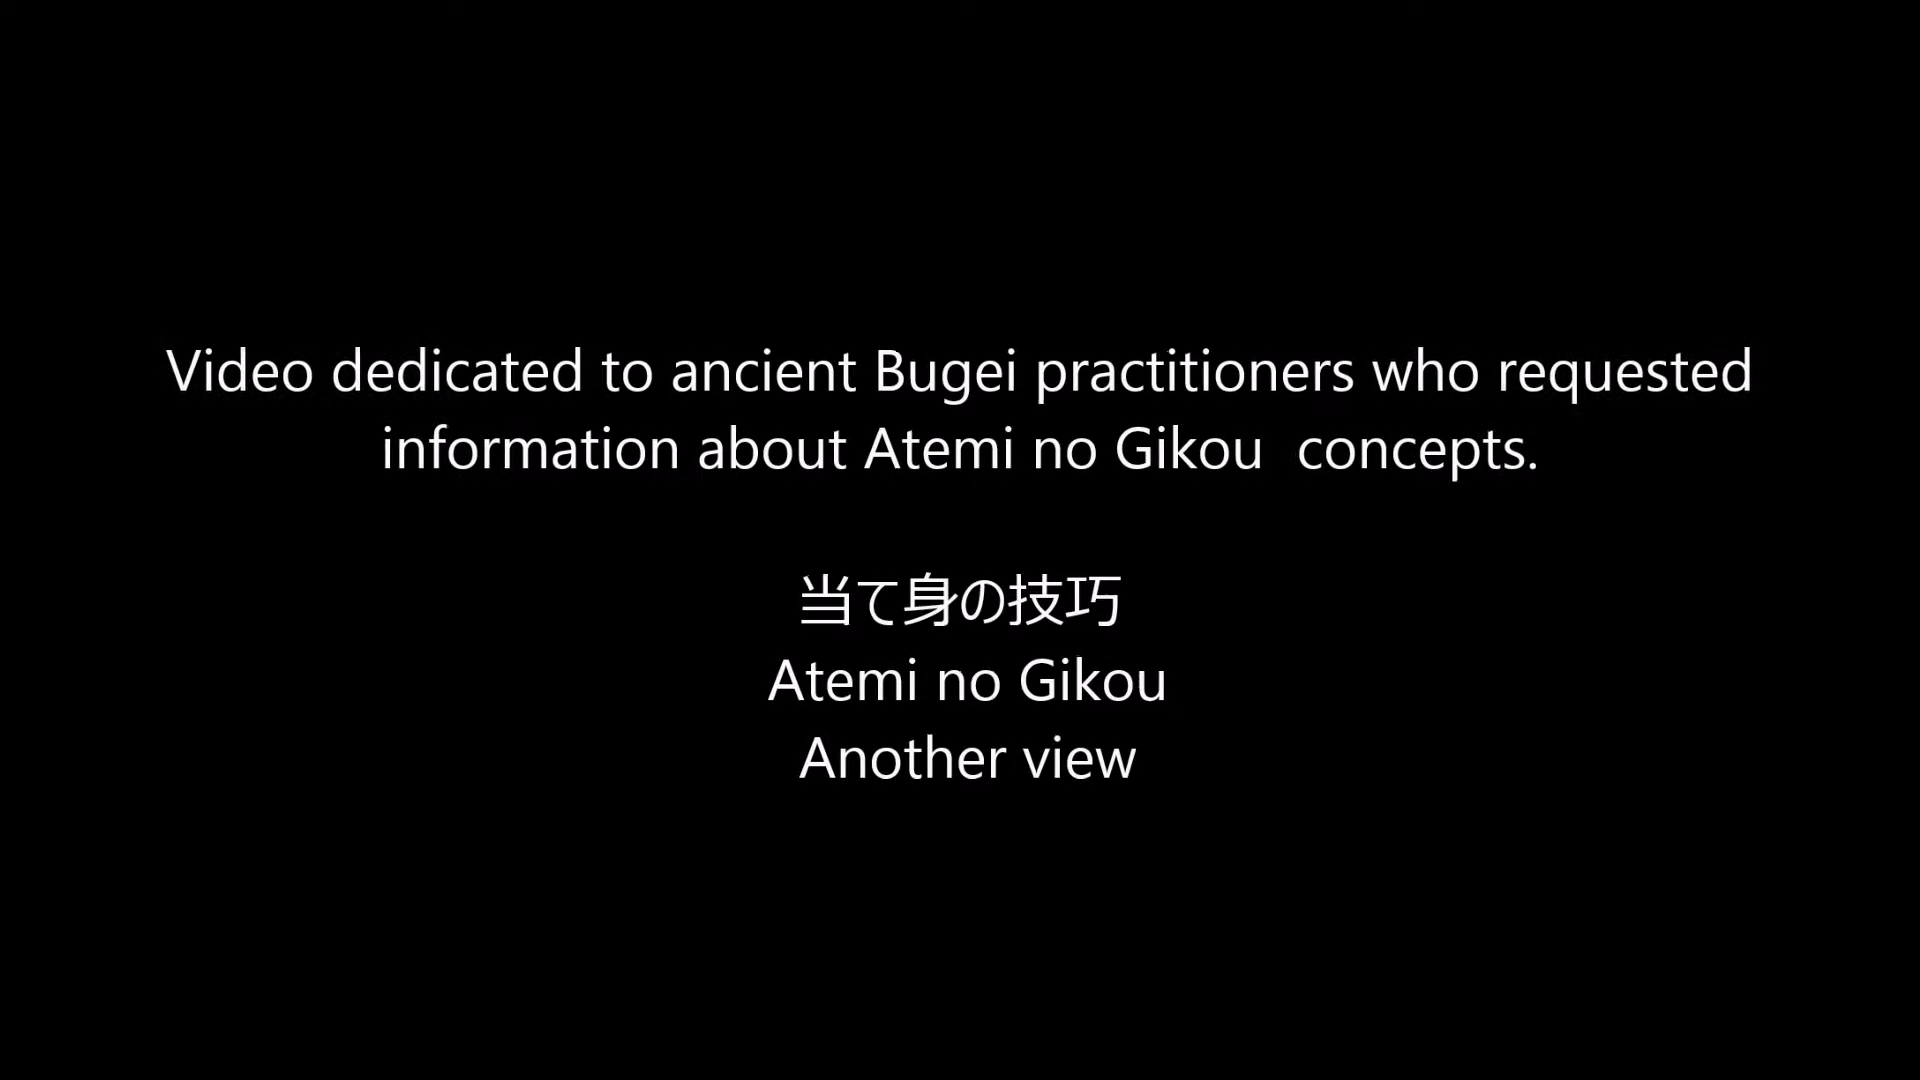 Video dedicated to ancient Bugei practitioners who requested
information about Atemi no Gikou  concepts.
当て身の技巧
Atemi no Gikou
Another view